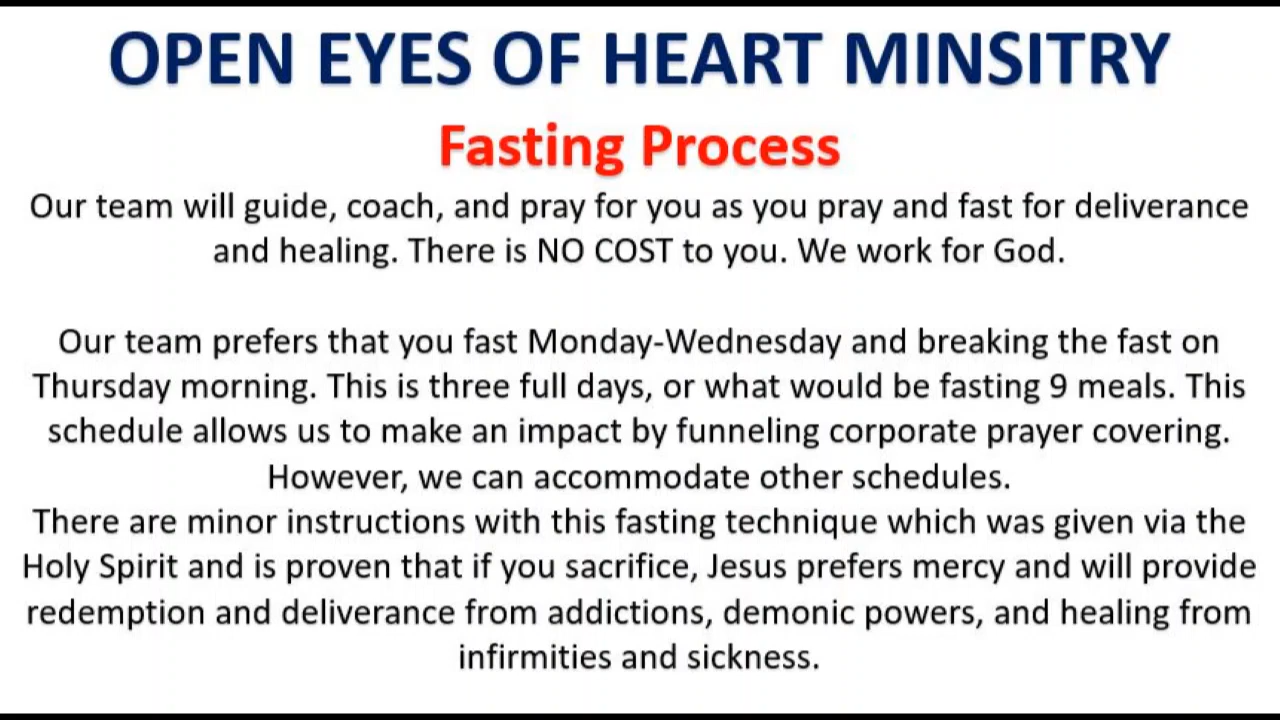 OPEN EYES OF HEART MINSITRY
Fasting Process
Our team will guide, coach, and pray for you as you pray and fast for deliverance
and healing. There is NO COST to you. We work for God.
Our team prefers that you fast Monday-Wednesday and breaking the fast on
Thursday morning. This is three full days, or what would be fasting 9 meals. This
schedule allows us to make an impact by funneling corporate prayer covering.
However, we can accommodate other schedules.
There are minor instructions with this fasting technique which was given via the
Holy Spirit and is proven that if you sacrifice, Jesus prefers mercy and will provide
redemption and deliverance from addictions, demonic powers, and healing from
infirmities and sickness.